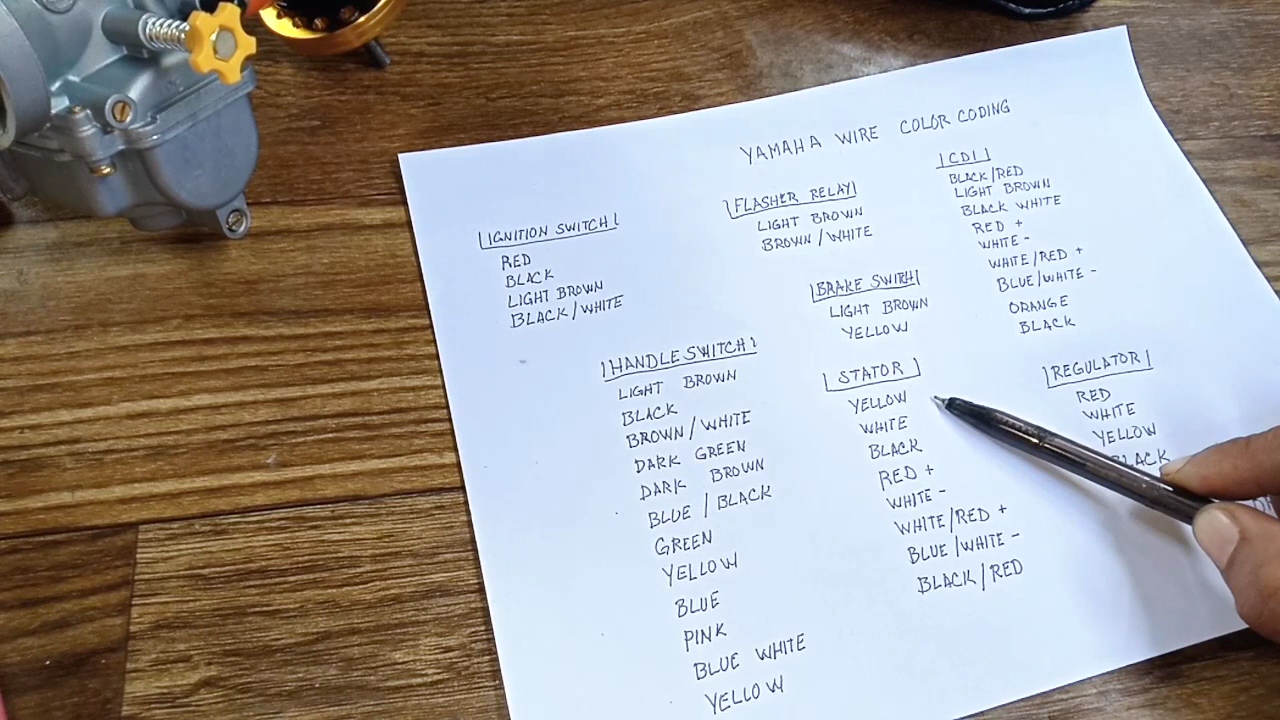 YAMAHA WIRE COLOR CODING
IGNITION SWITCH
RED
BLACK
LIGHT BROWN
BLACK/WHITE
FLASHER RELAY
LIGHT BROWN
BROWN/WHITE
CDI
BLACK/RED
LIGHT BROWN
BLACK WHITE
RED +
WHITE -
WHITE/RED +
BLUE/WHITE -
ORANGE
BLACK
BRAKE SWITCH
LIGHT BROWN
YELLOW
HANDLE SWITCH
LIGHT BROWN
BLACK
BROWN/WHITE
DARK GREEN
DARK BROWN
BLUE/BLACK
GREEN
YELLOW
BLUE
PINK
BLUE WHITE
YELLOW
STATOR
YELLOW
WHITE
BLACK
RED +
WHITE -
WHITE/RED +
BLUE/WHITE -
BLACK/RED
REGULATOR
RED
WHITE
YELLOW
BLACK